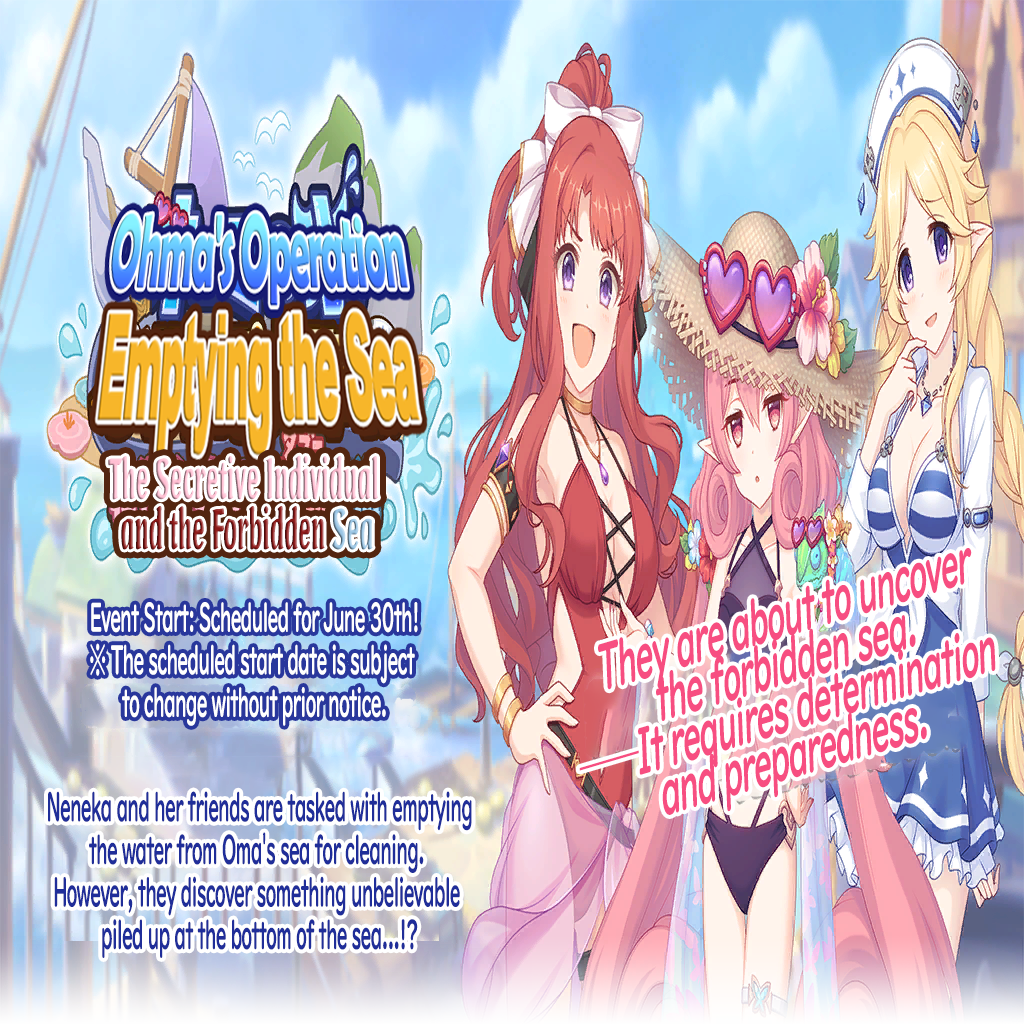 Ohma's Operation
Emptying the Sea
The Secretive Individual
and the Forbidden Sea
Event Start: Scheduled for June 30th!
※The scheduled start date is subject
to change without prior notice.
Neneka and her friends are tasked with emptying
the water from Oma's sea for cleaning.
However, they discover something unbelievable
piled up at the bottom of the sea...!?
They are about to uncover
the forbidden sea.
──It requires determination
and preparedness.